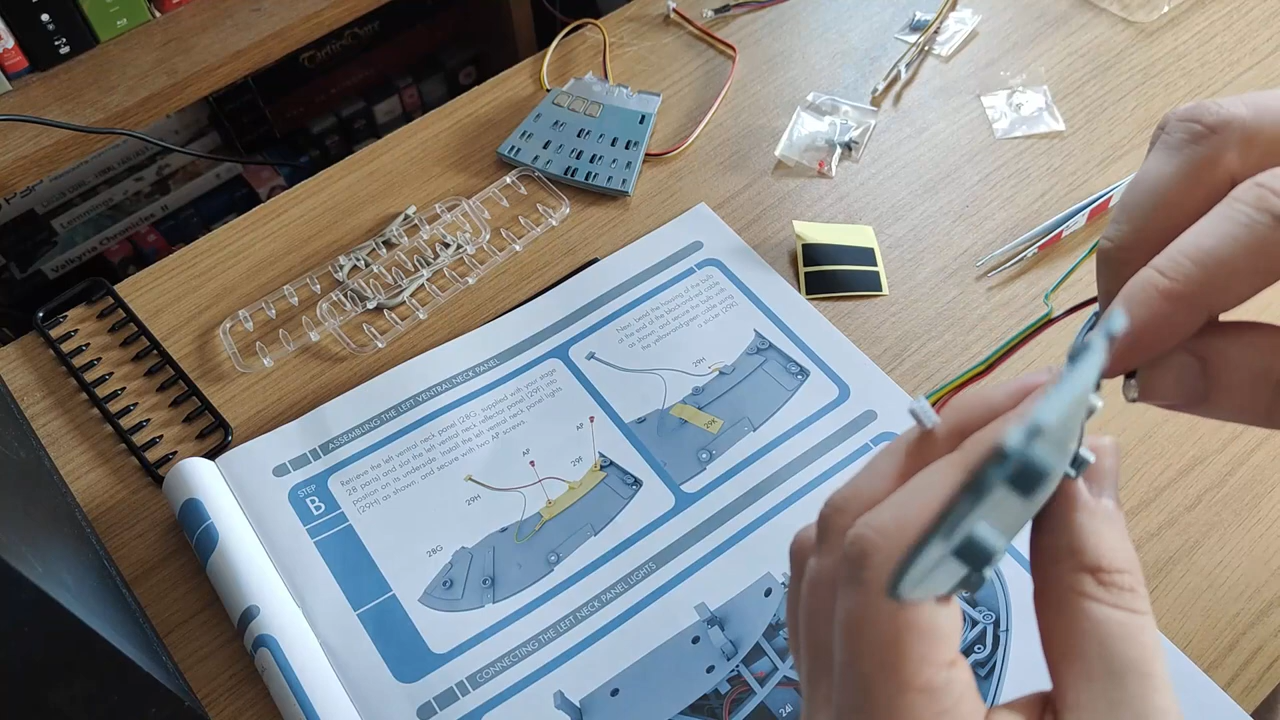 Lemmings
Valkyria Chronicles II
ASSEMBLING THE LEFT VENTRAL NECK PANEL
STEP
B
Retrieve the left ventral neck panel (28G, supplied with your stage
28 parts) and slot the left ventral neck reflector panel (29F) into
position on its underside. Install the left ventral neck panel lights
(29H) as shown, and secure with two AP screws.
AP
AP
29H
29F
28G
Next, bend the housing of the bulb
at the end of the black-and-red cable
as shown, and secure the bulb with
the yellow-and-green cable using
a sticker (29K).
29H
29K
CONNECTING THE LEFT NECK PANEL LIGHTS
24I